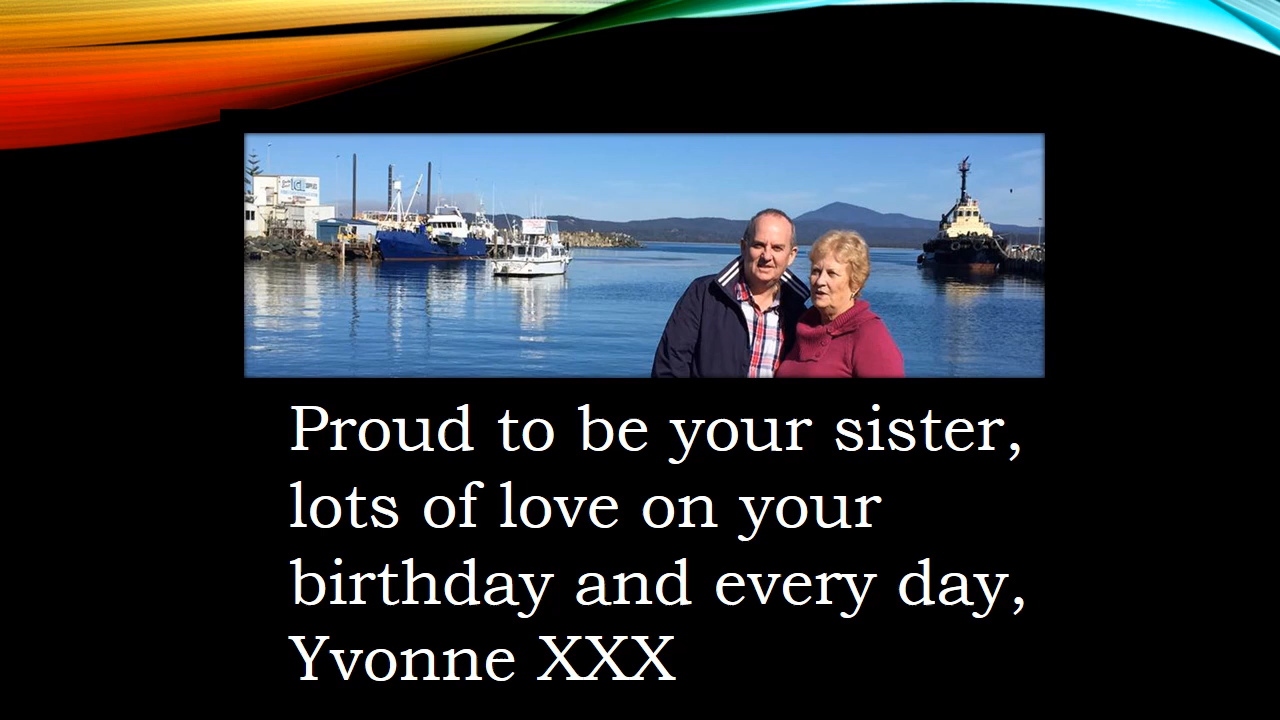 Proud to be your sister,
lots of love on your
birthday and every day,
Yvonne XXX